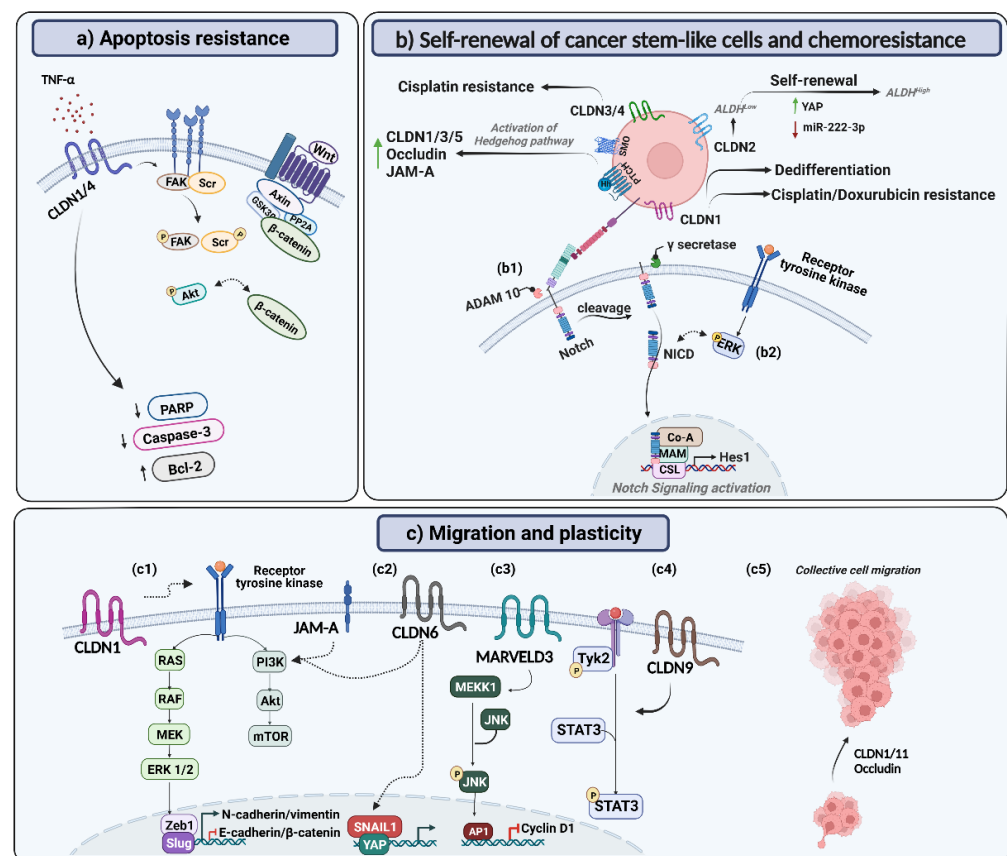 a) Apoptosis resistance
TNF-α
CLDN1/4
FAK
Scr
Wnt
Axin
GSK3β
PP2A
β-catenin
P
FAK
Scr
P
P
Akt
β-catenin
PARP
Caspase-3
Bcl-2
b) Self-renewal of cancer stem-like cells and chemoresistance
Cisplatin resistance
CLDN3/4
CLDN1/3/5
Occludin
JAM-A
Activation of
Hedgehog pathway
SMO
PTCH
HH
CLDN1
CLDN2
ALDHLow
Self-renewal
YAP
miR-222-3p
ALDHHigh
Dedifferentiation
Cisplatin/Doxurubicin resistance
(b1)
ADAM 10
Notch
cleavage
γ secretase
Receptor
tyrosine kinase
NICD
P
ERK
(b2)
Co-A
MAM
CSL
Hes1
Notch Signaling activation
c) Migration and plasticity
(c1)
CLDN1
Receptor
tyrosine kinase
RAS
RAF
MEK
ERK 1/2
PI3K
Akt
mTOR
Zeb1
Slug
N-cadherin/vimentin
E-cadherin/β-catenin
(c2)
JAM-A
CLDN6
SNAIL1
YAP
(c3)
MARVELD3
MEKK1
JNK
P
JNK
AP1
Cyclin D1
(c4)
Tyk2
P
CLDN9
STAT3
P
STAT3
(c5)
Collective cell migration
CLDN1/11
Occludin